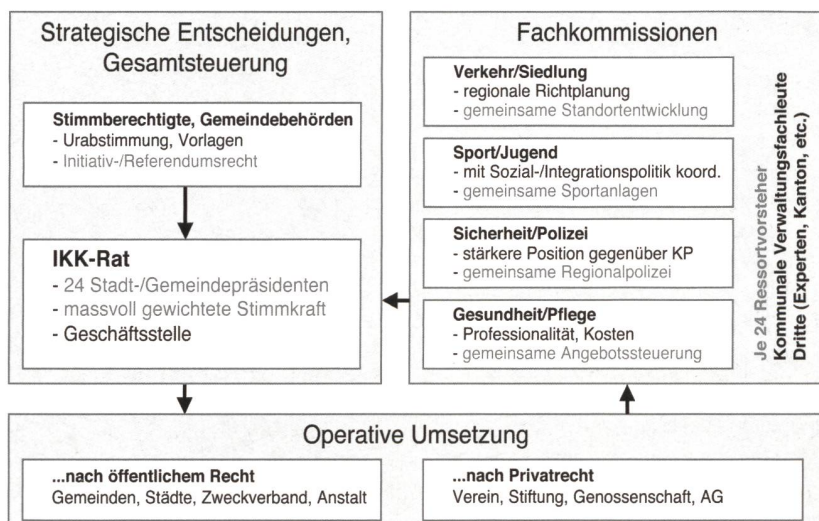 Strategische Entscheidungen,
Gesamtsteuerung
Stimmberechtigte, Gemeindebehörden
- Urabstimmung, Vorlagen
- Initiativ-/Referendumsrecht
IKK-Rat
- 24 Stadt-/Gemeindepräsidenten
- massvoll gewichtete Stimmkraft
- Geschäftsstelle
Fachkommissionen
Verkehr/Siedlung
- regionale Richtplanung
- gemeinsame Standortentwicklung
Sport/Jugend
- mit Sozial-/Integrationspolitik koord.
- gemeinsame Sportanlagen
Sicherheit/Polizei
- stärkere Position gegenüber KP
- gemeinsame Regionalpolizei
Gesundheit/Pflege
- Professionalität, Kosten
- gemeinsame Angebotssteuerung
Je 24 Ressortvorsteher
Kommunale Verwaltungsfachleute
Dritte (Experten, Kanton, etc.)
Operative Umsetzung
...nach öffentlichem Recht
Gemeinden, Städte, Zweckverband, Anstalt
...nach Privatrecht
Verein, Stiftung, Genossenschaft, AG